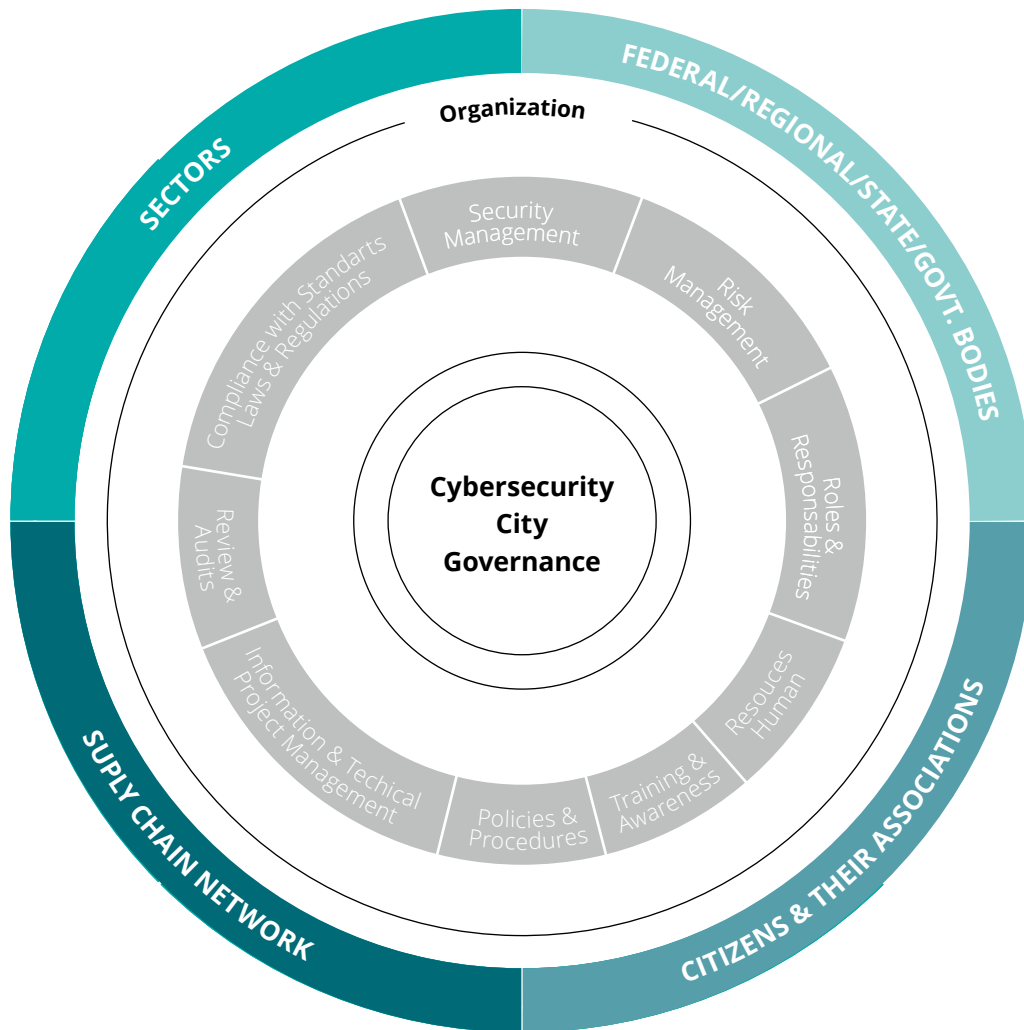 SECTORS
FEDERAL/REGIONAL/STATE/GOVT. BODIES
Organization
Security
Management
Risk
Management
Roles &
Responsabilities
Resouces
Human
Training &
Awareness
Policies &
Procedures
Information & Techical
Project Management
Review &
Audits
Compliance with Standarts
Laws & Regulations
Cybersecurity
City
Governance
SUPLY CHAIN NETWORK
CITIZENS & THEIR ASSOCIATIONS